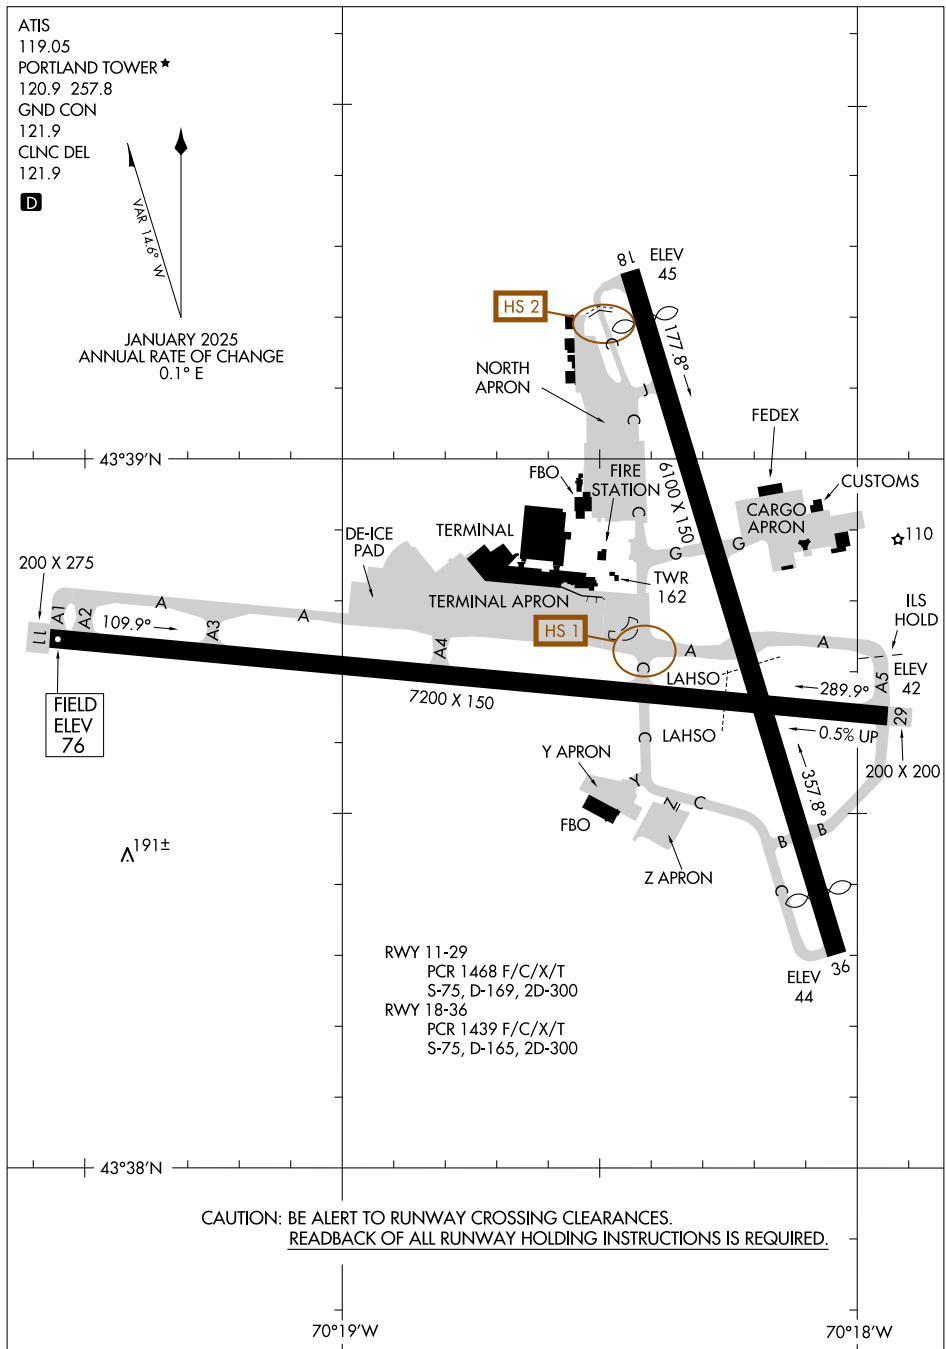 ATIS
119.05
PORTLAND TOWER★
120.9 257.8
GND CON
121.9
CLNC DEL
121.9
D
VAR 14.6° W
JANUARY 2025
ANNUAL RATE OF CHANGE
0.1° E
18
ELEV
45
HS 2
C
177.8°
J
NORTH
APRON
C
FEDEX
43°39'N
FBO
FIRE
STATION
6100 X 150
CUSTOMS
CARGO
APRON
C
DE-ICE
PAD
TERMINAL
G
G
110
200 X 275
TWR
162
TERMINAL APRON
ILS
HOLD
A1
A2
A
A
A3
109.9°
11
HS 1
A4
A
A
C
LAHSO
ELEV
42
A5
289.9°
7200 X 150
29
FIELD
ELEV
76
LAHSO
C
0.5% UP
200 X 200
Y APRON
Y
357.8°
Z
C
FBO
B
B
191±
Z APRON
C
RWY 11-29
PCR 1468 F/C/X/T
S-75, D-169, 2D-300
RWY 18-36
PCR 1439 F/C/X/T
S-75, D-165, 2D-300
36
ELEV
44
43°38'N
CAUTION: BE ALERT TO RUNWAY CROSSING CLEARANCES.
READBACK OF ALL RUNWAY HOLDING INSTRUCTIONS IS REQUIRED.
70°19'W
70°18'W